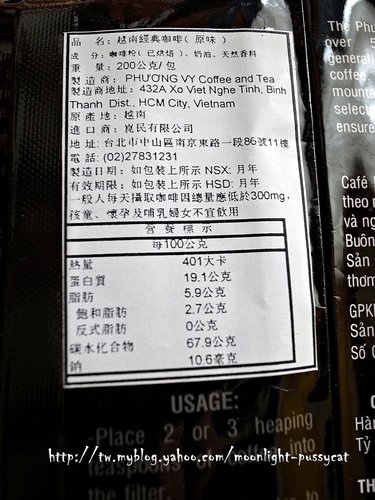 品 名: 越南經典咖啡( 原味 )
成 分: 咖啡粉( 已烘焙 )、奶油、天然香料
重 量: 200公克/ 包
製 造 商: PHƯƠNG VY Coffee and Tea
製造商地址: 432A Xo Viet Nghe Tinh, Binh
Thanh Dist., HCM City, Vietnam
原 產 地: 越南
進 口 商: 崑民有限公司
地 址: 台北市中山區南京東路一段86號11樓
電 話: (02)27831231
製造日期: 如包裝上所示 NSX: 月年
有效期限: 如包裝上所示 HSD: 月年
一般人每天攝取咖啡因總量應低於300mg,
孩童、懷孕及哺乳婦女不宜飲用
營 養 標 示
每100公克
熱量 401大卡
蛋白質 19.1公克
脂肪 5.9公克
飽和脂肪 2.7公克
反式脂肪 0公克
碳水化合物 67.9公克
鈉 10.6毫克
USAGE:
Place 2 or 3 heaping
teaspoons of coffee into
the filter
The Phu
over 5
generatio
coffee.
mounta
select
ensure
Café
theo
và ng
Buôn
Sản
thơm
GPK
Sản
Số
Hàn
Tỷ
TH
http://tw.myblog.yahoo.com/moonlight-pussycat